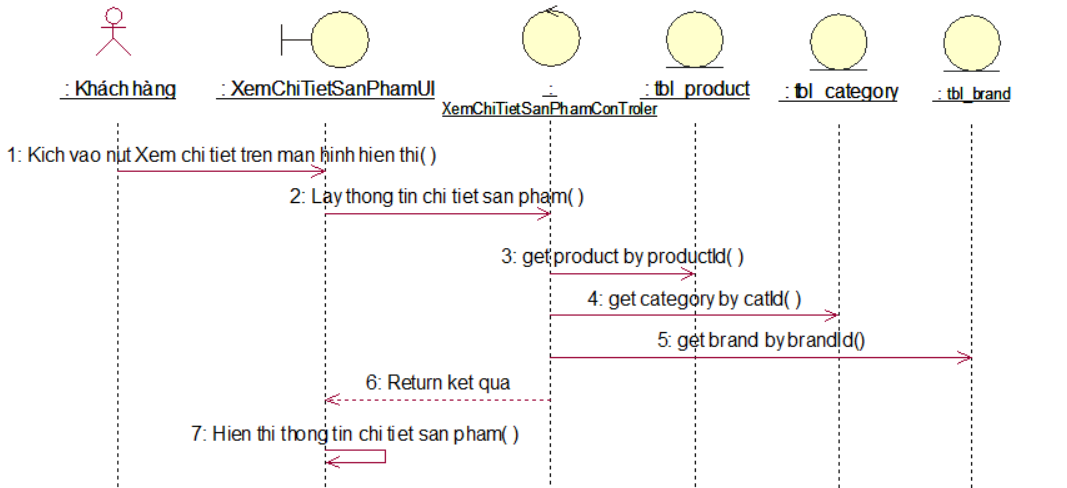 : Khách hàng
: XemChiTietSanPhamUI
:
XemChiTietSanPhamConTroler
: tbl_product
: tbl_category
: tbl_brand
1: Kich vao nut Xem chi tiet tren man hinh hien thi( )
2: Lay thong tin chi tiet san pham( )
3: get product by productId( )
4: get category by catId( )
5: get brand by brandId()
6: Return ket qua
7: Hien thi thong tin chi tiet san pham( )